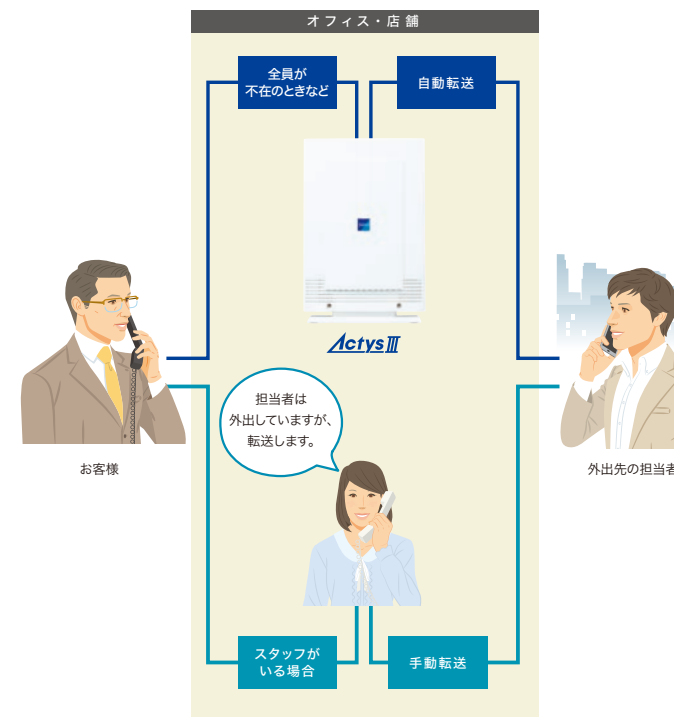 オフィス・店舗
全員が
不在のときなど
自動転送
ActysⅢ
担当者は
外出していますが、
転送します。
お客様
外出先の担当者
スタッフが
いる場合
手動転送